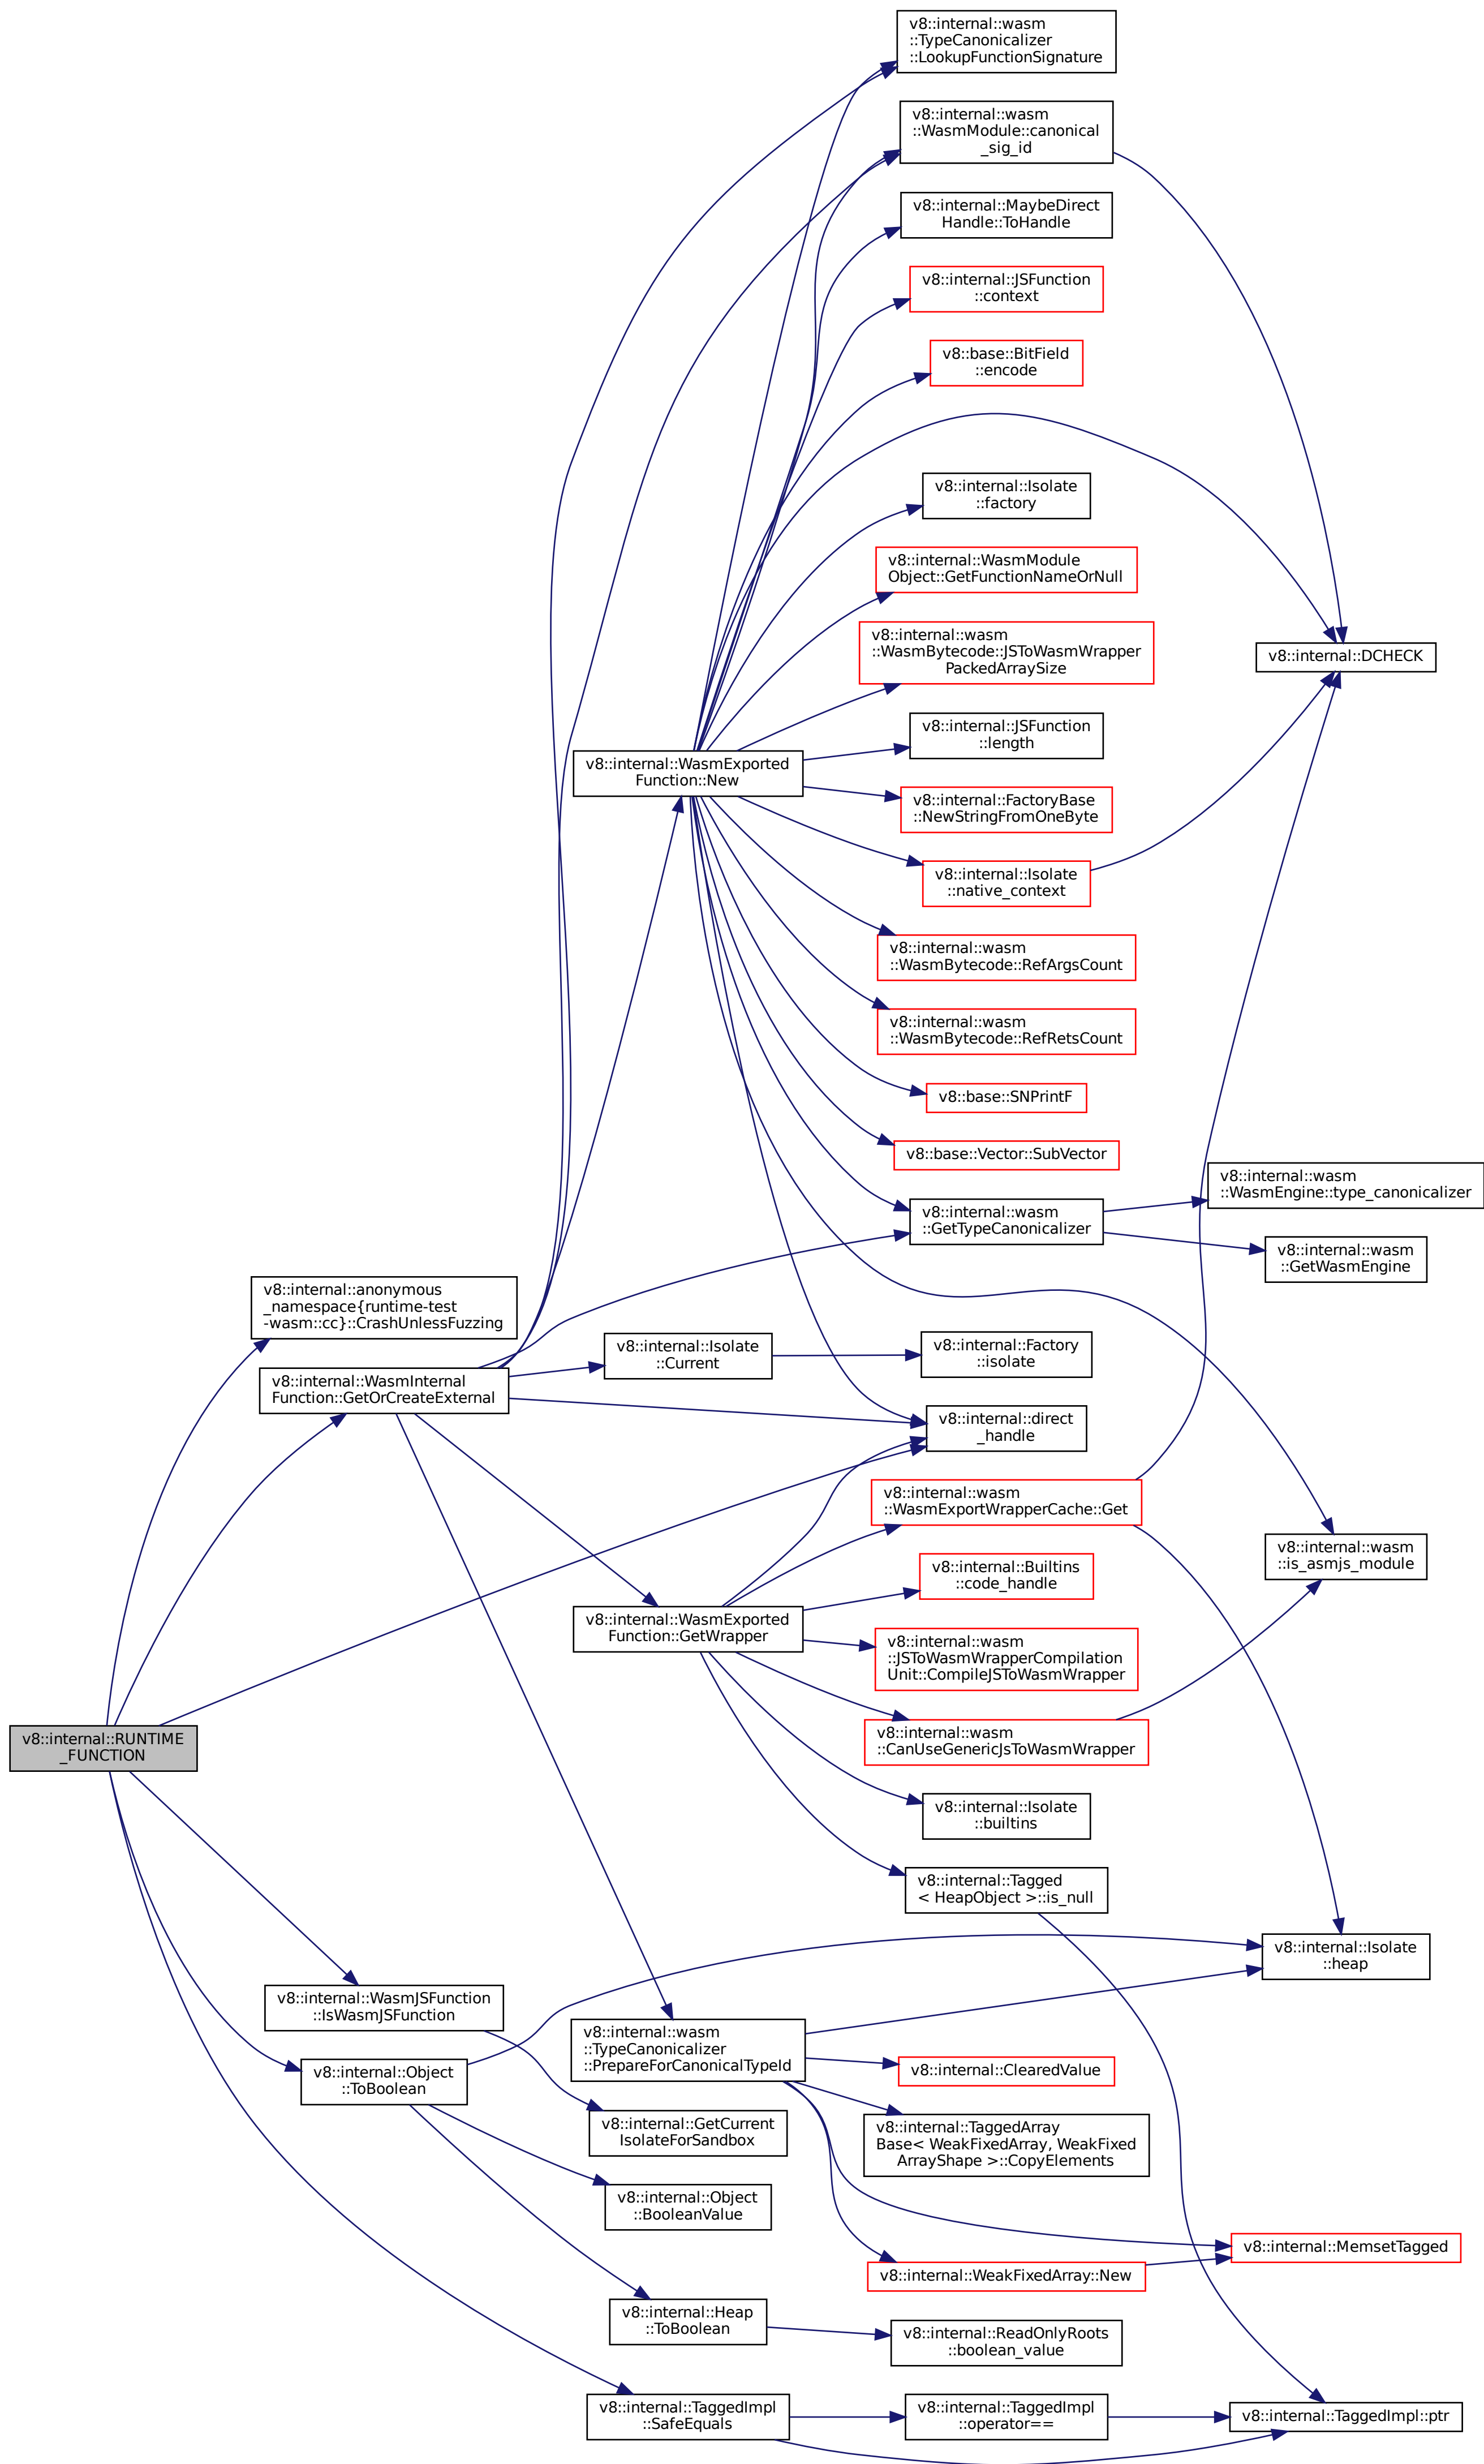 v8::internal::wasm
::TypeCanonicalizer
::LookupFunctionSignature
v8::internal::wasm
::WasmModule::canonical
_sig_id
v8::internal::MaybeDirect
Handle::ToHandle
v8::internal::JSFunction
::context
v8::base::BitField
::encode
v8::internal::Isolate
::factory
v8::internal::WasmModule
Object::GetFunctionNameOrNull
v8::internal::wasm
::WasmBytecode::JSToWasmWrapper
PackedArraySize
v8::internal::DCHECK
v8::internal::JSFunction
::length
v8::internal::WasmExported
Function::New
v8::internal::FactoryBase
::NewStringFromOneByte
v8::internal::Isolate
::native_context
v8::internal::wasm
::WasmBytecode::RefArgsCount
v8::internal::wasm
::WasmBytecode::RefRetsCount
v8::base::SNPrintF
v8::base::Vector::SubVector
v8::internal::wasm
::WasmEngine::type_canonicalizer
v8::internal::wasm
::GetTypeCanonicalizer
v8::internal::wasm
::GetWasmEngine
v8::internal::anonymous
_namespace{runtime-test
-wasm::cc}::CrashUnlessFuzzing
v8::internal::Isolate
::Current
v8::internal::Factory
::isolate
v8::internal::WasmInternal
Function::GetOrCreateExternal
v8::internal::direct
_handle
v8::internal::wasm
::WasmExportWrapperCache::Get
v8::internal::wasm
::is_asmjs_module
v8::internal::Builtins
::code_handle
v8::internal::WasmExported
Function::GetWrapper
v8::internal::wasm
::JSToWasmWrapperCompilation
Unit::CompileJSToWasmWrapper
v8::internal::RUNTIME
_FUNCTION
v8::internal::wasm
::CanUseGenericJsToWasmWrapper
v8::internal::Isolate
::builtins
v8::internal::Tagged
< HeapObject >::is_null
v8::internal::Isolate
::heap
v8::internal::WasmJSFunction
::IsWasmJSFunction
v8::internal::wasm
::TypeCanonicalizer
::PrepareForCanonicalTypeId
v8::internal::ClearedValue
v8::internal::Object
::ToBoolean
v8::internal::GetCurrent
IsolateForSandbox
v8::internal::TaggedArray
Base< WeakFixedArray, WeakFixed
ArrayShape >::CopyElements
v8::internal::Object
::BooleanValue
v8::internal::MemsetTagged
v8::internal::WeakFixedArray::New
v8::internal::Heap
::ToBoolean
v8::internal::ReadOnlyRoots
::boolean_value
v8::internal::TaggedImpl
::SafeEquals
v8::internal::TaggedImpl
::operator==
v8::internal::TaggedImpl::ptr